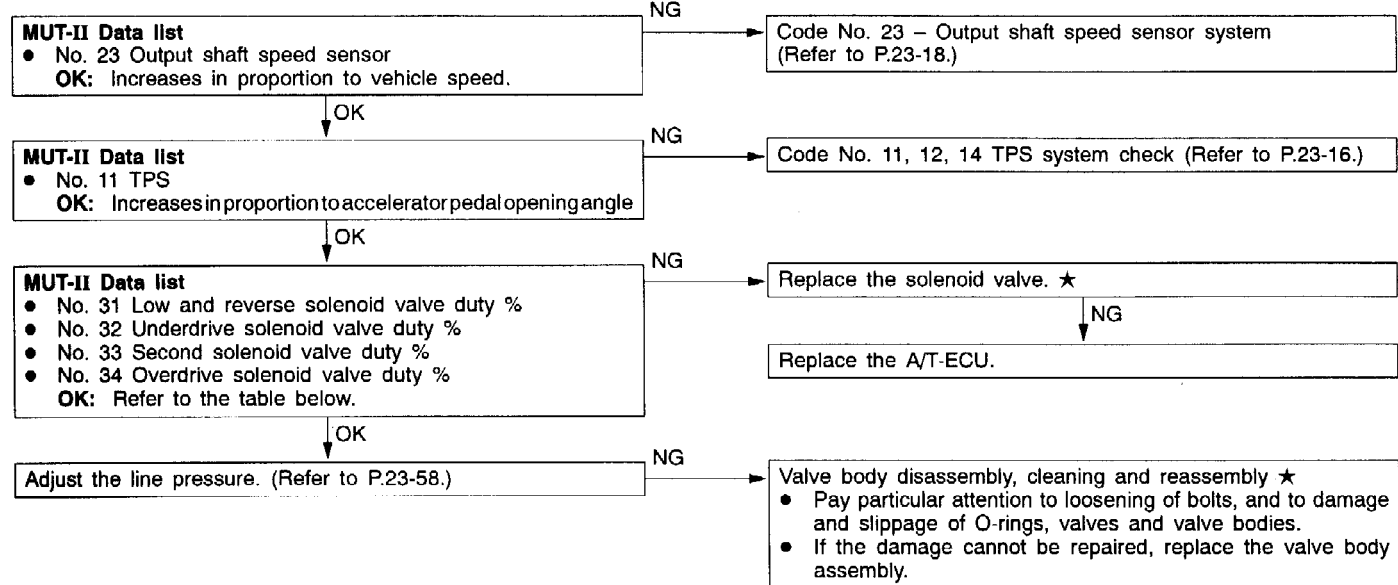 NG
MUT-II Data list
● No. 23 Output shaft speed sensor
OK: Increases in proportion to vehicle speed.
Code No. 23 – Output shaft speed sensor system
(Refer to P.23-18.)
OK
NG
MUT-II Data list
● No. 11 TPS
OK: Increases in proportion to accelerator pedal opening angle
Code No. 11, 12, 14 TPS system check (Refer to P.23-16.)
OK
NG
MUT-II Data list
● No. 31 Low and reverse solenoid valve duty %
● No. 32 Underdrive solenoid valve duty %
● No. 33 Second solenoid valve duty %
● No. 34 Overdrive solenoid valve duty %
OK: Refer to the table below.
Replace the solenoid valve. ★
NG
Replace the A/T-ECU.
OK
NG
Adjust the line pressure. (Refer to P.23-58.)
Valve body disassembly, cleaning and reassembly ★
● Pay particular attention to loosening of bolts, and to damage
and slippage of O-rings, valves and valve bodies.
● If the damage cannot be repaired, replace the valve body
assembly.